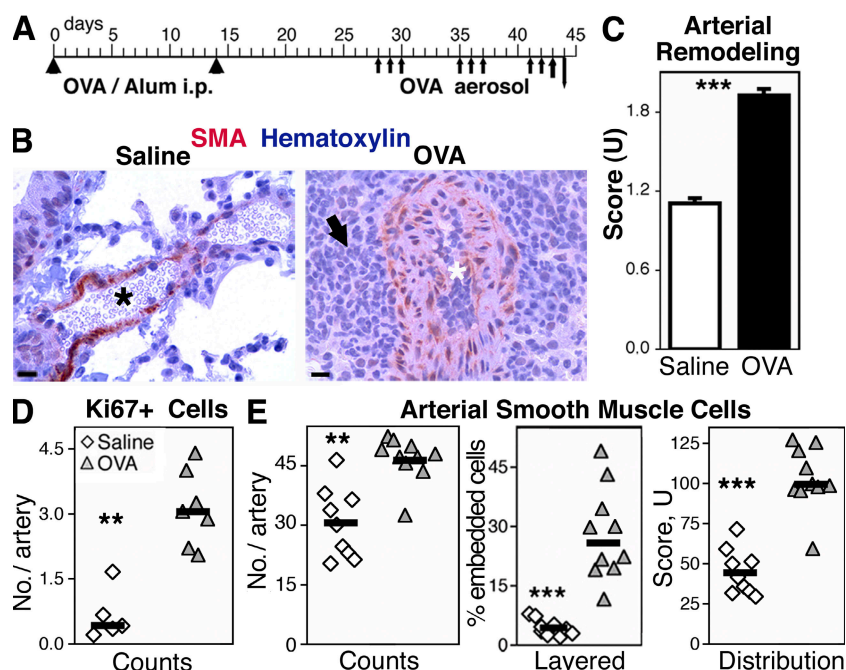 A
days
0 5 10 15 20 25 30 35 40 45
OVA / Alum i.p.
OVA aerosol
B
SMA Hematoxylin
Saline
OVA
*
*
C
Arterial
Remodeling
***
Score (U)
1.8
1.2
0.6
0.0
Saline OVA
D
Ki67+ Cells
Saline
OVA
**
No./ artery
4.5
3.0
1.5
0.0
Counts
E
Arterial Smooth Muscle Cells
**
No./ artery
45
30
15
0
Counts
***
% embedded cells
45
30
15
0
Layered
***
Score, U
125
100
75
50
25
0
Distribution